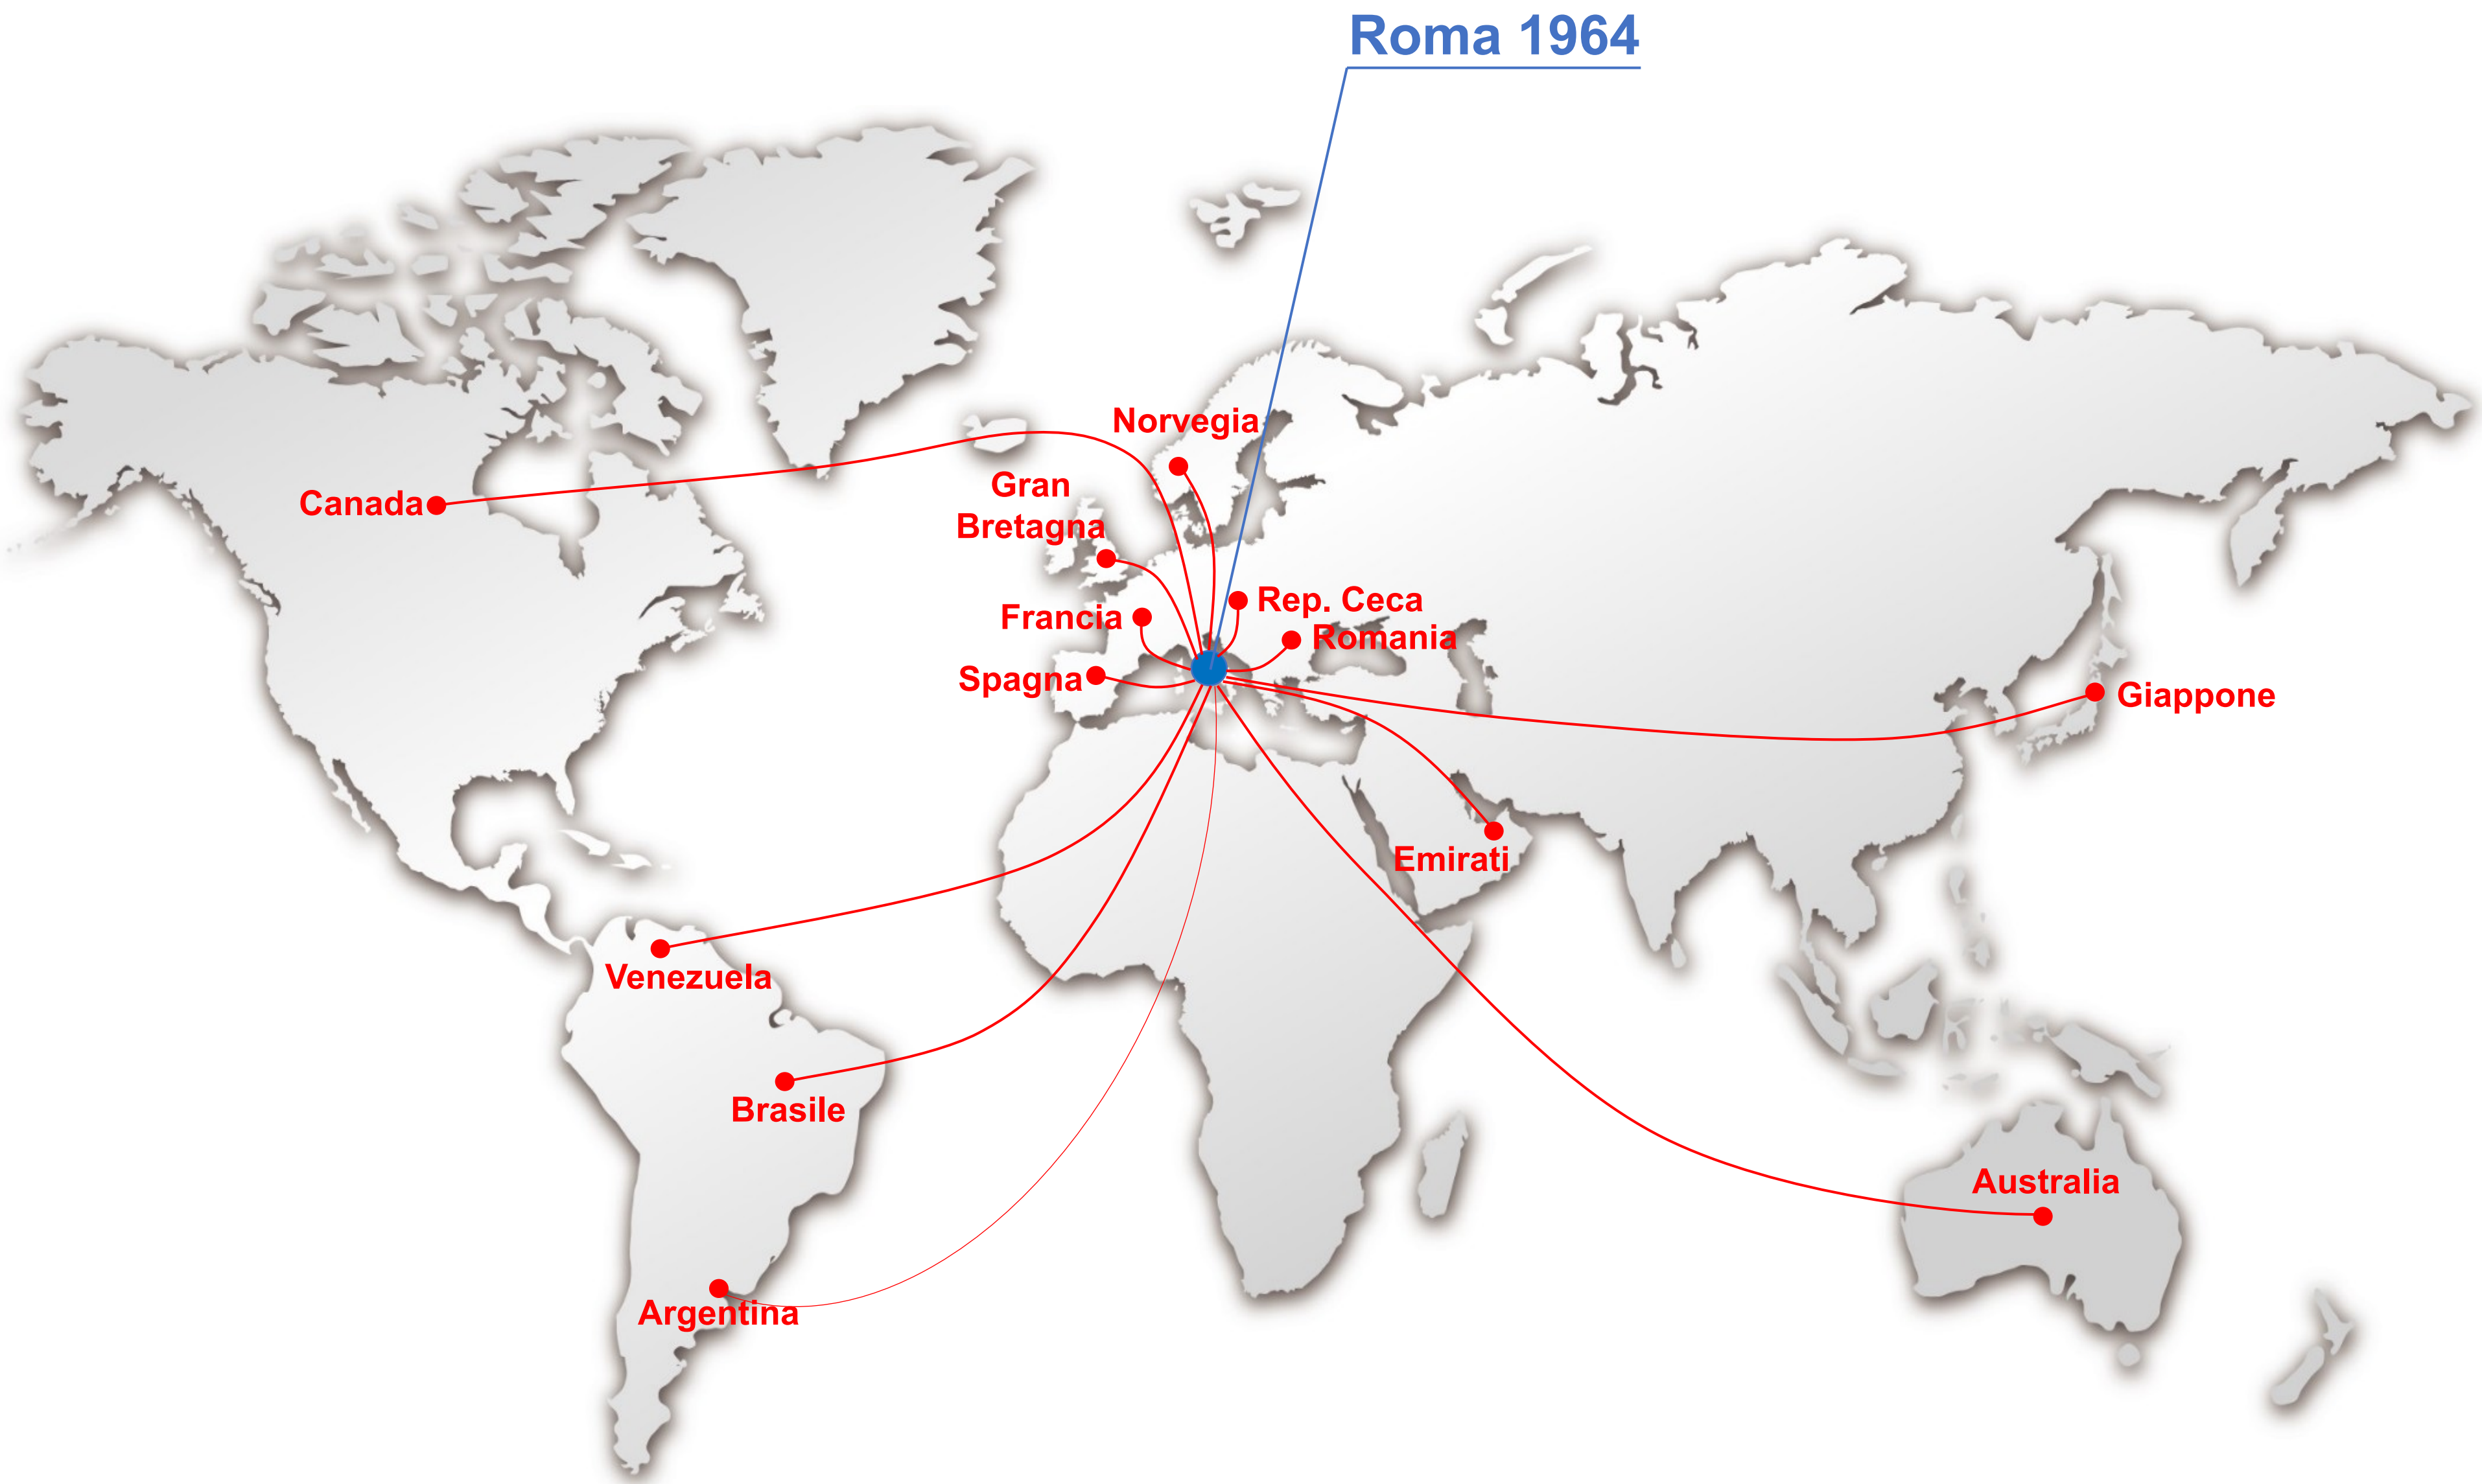 Roma 1964
Norvegia
Gran
Bretagna
Canada
Francia
Rep. Ceca
Romania
Spagna
Giappone
Emirati
Venezuela
Brasile
Australia
Argentina